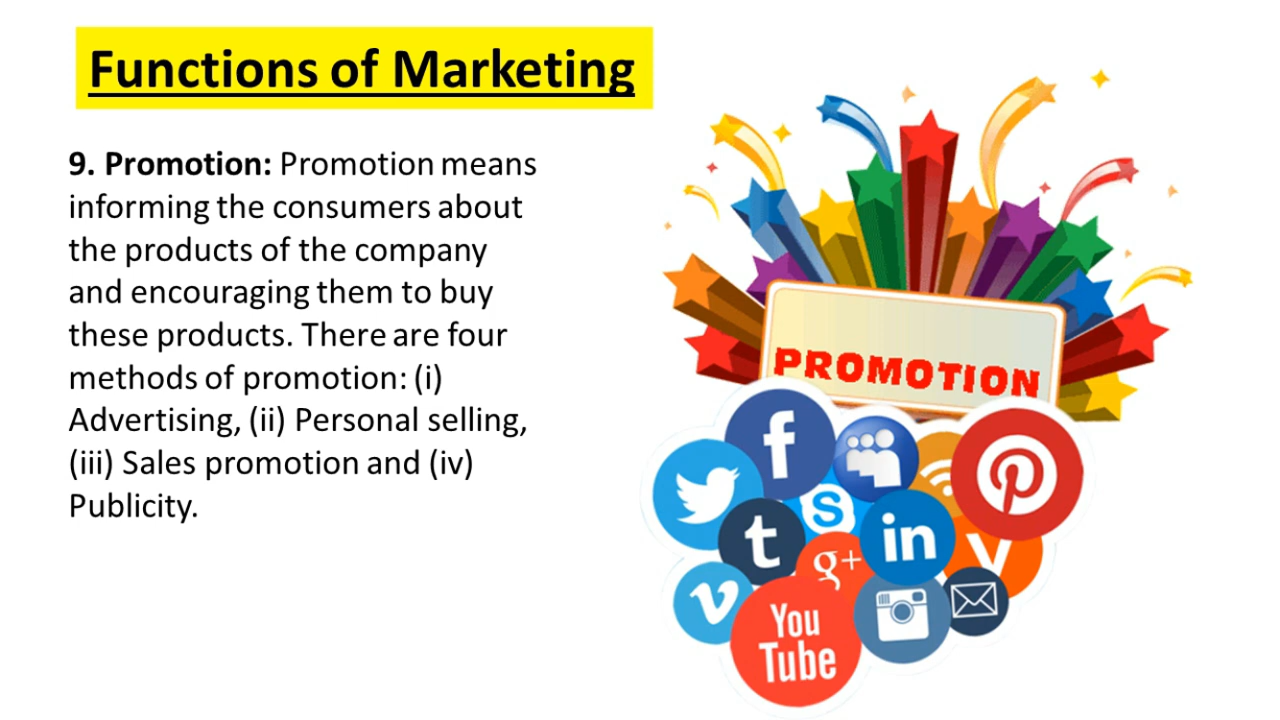 Functions of Marketing
9. Promotion: Promotion means
informing the consumers about
the products of the company
and encouraging them to buy
these products. There are four
methods of promotion: (i)
Advertising, (ii) Personal selling,
(iii) Sales promotion and (iv)
Publicity.
PROMOTION
f
S
t
in
g+
v
You
Tube